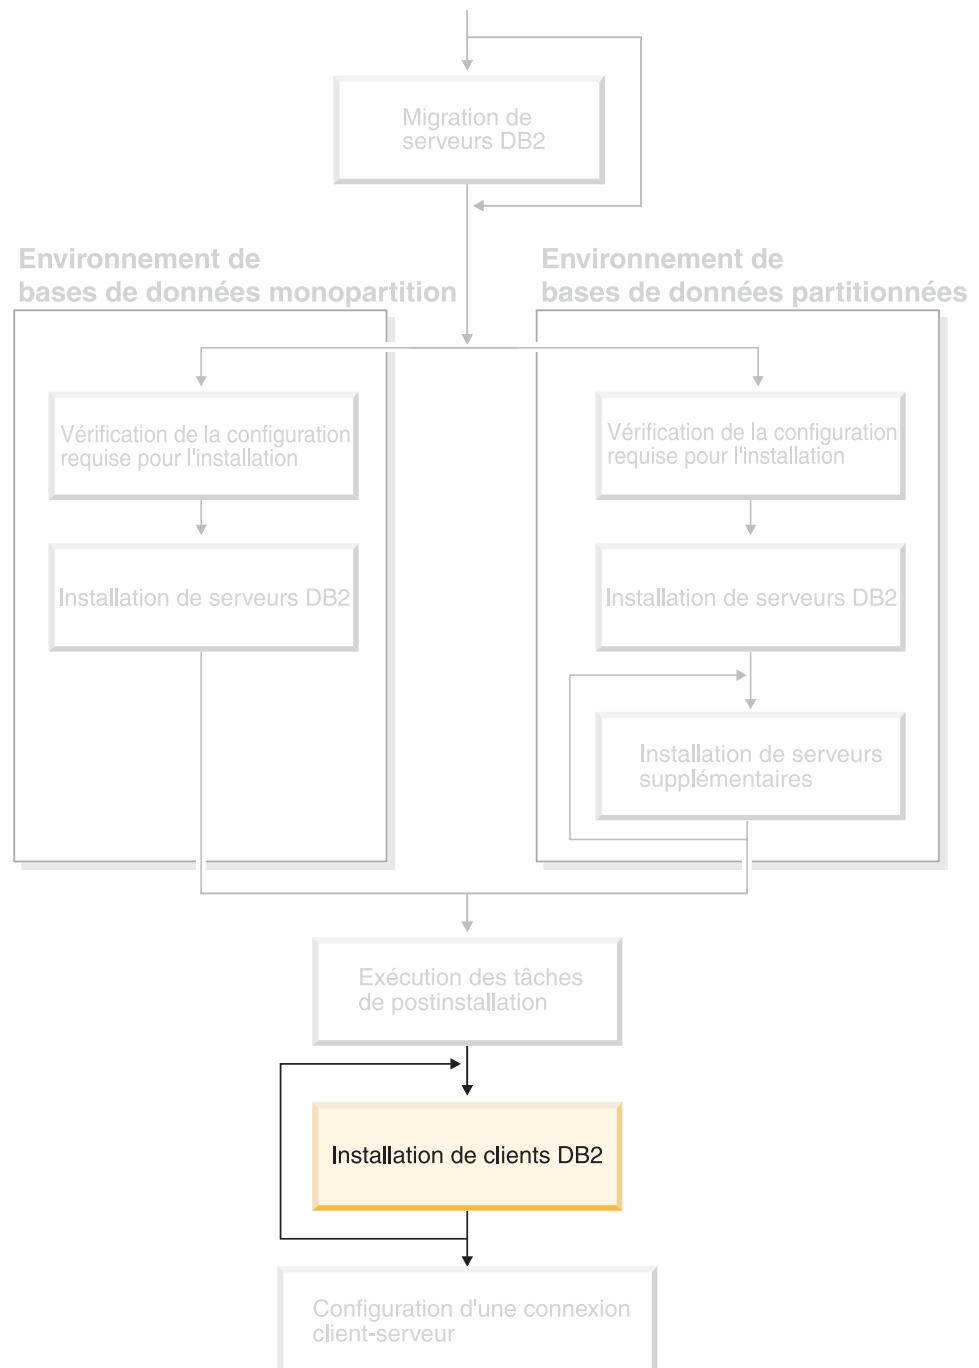 Migration de
serveurs DB2
Environnement de
bases de données monopartition
Environnement de
bases de données partitionnées
Vérification de la configuration
requise pour l'installation
Vérification de la configuration
requise pour l'installation
Installation de serveurs DB2
Installation de serveurs DB2
Installation de serveurs
supplémentaires
Exécution des tâches
de postinstallation
Installation de clients DB2
Configuration d'une connexion
client-serveur